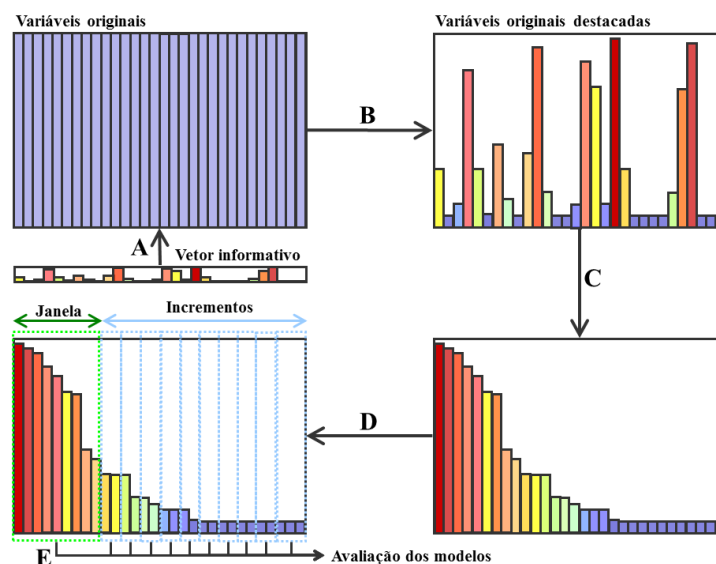 Variáveis originais
Variáveis originais destacadas
B
A
Vetor informativo
C
Janela
Incrementos
D
E
Avaliação dos modelos